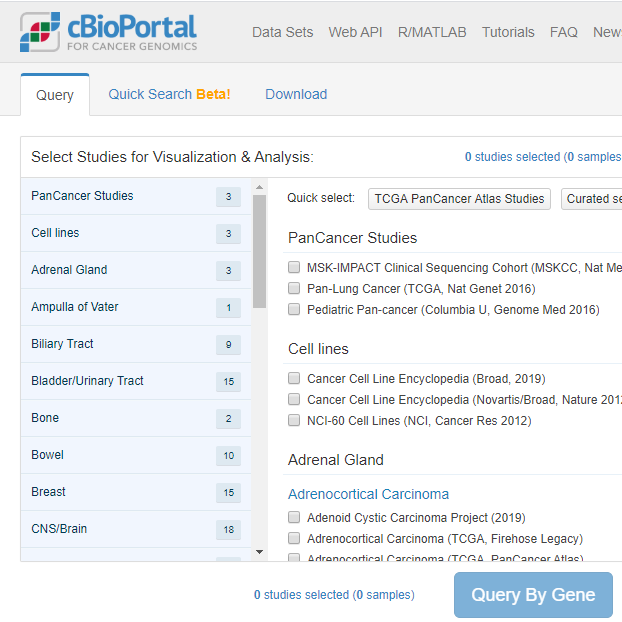 cBioPortal
FOR CANCER GENOMICS
Data Sets Web API R/MATLAB Tutorials FAQ News
Query Quick Search Beta! Download
Select Studies for Visualization & Analysis:
0 studies selected (0 samples
PanCancer Studies 3
Cell lines 3
Adrenal Gland 3
Ampulla of Vater 1
Biliary Tract 9
Bladder/Urinary Tract 15
Bone 2
Bowel 10
Breast 15
CNS/Brain 18
Quick select: TCGA PanCancer Atlas Studies Curated se
PanCancer Studies
MSK-IMPACT Clinical Sequencing Cohort (MSKCC, Nat Me
Pan-Lung Cancer (TCGA, Nat Genet 2016)
Pediatric Pan-cancer (Columbia U, Genome Med 2016)
Cell lines
Cancer Cell Line Encyclopedia (Broad, 2019)
Cancer Cell Line Encyclopedia (Novartis/Broad, Nature 2012
NCI-60 Cell Lines (NCI, Cancer Res 2012)
Adrenal Gland
Adrenocortical Carcinoma
Adenoid Cystic Carcinoma Project (2019)
Adrenocortical Carcinoma (TCGA, Firehose Legacy)
Adrenocortical Carcinoma (TCGA, PanCancer Atlas)
0 studies selected (0 samples)
Query By Gene